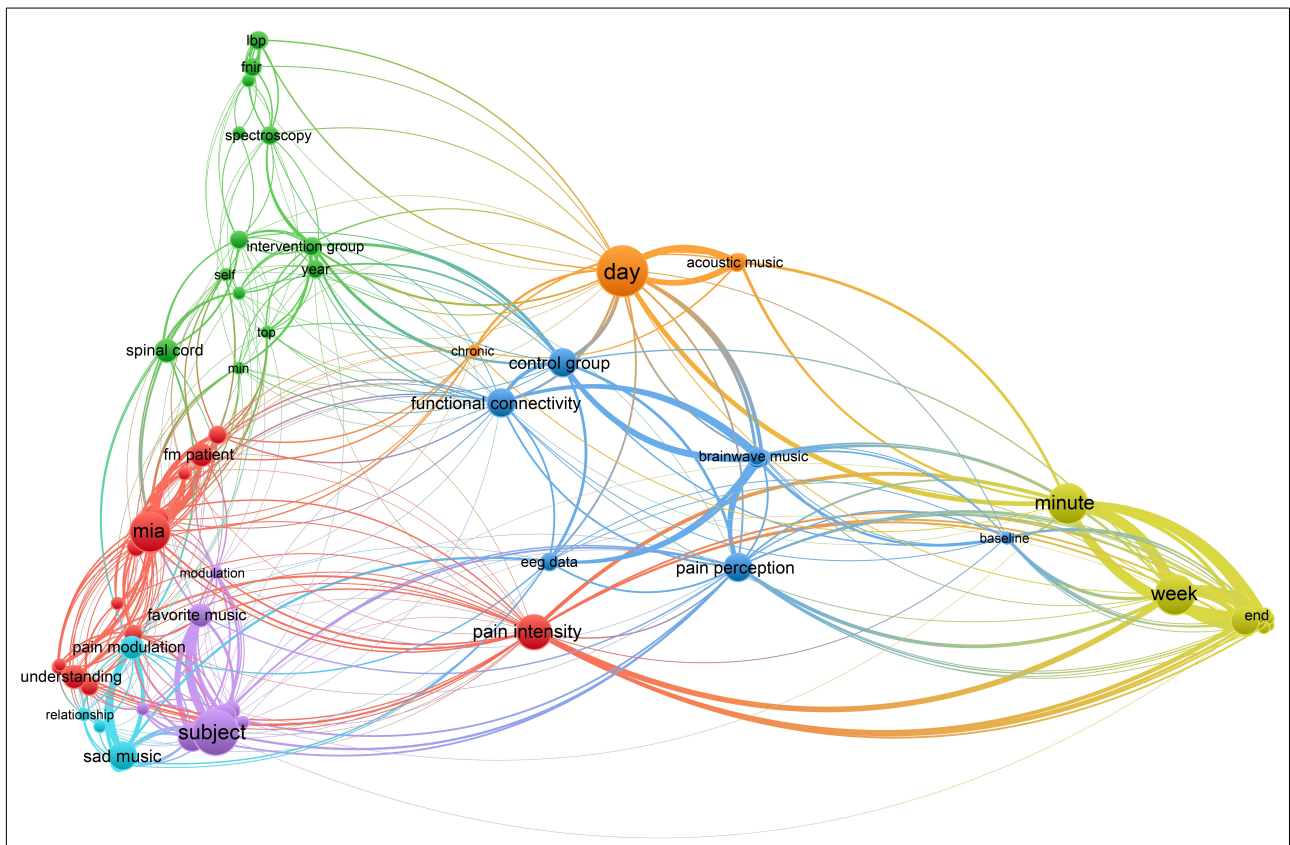 lbp
fnir
spectroscopy
intervention group
year
self
day
acoustic music
top
spinal cord
min
chronic
control group
functional connectivity
fm patient
brainwave music
minute
mia
baseline
eeg data
pain perception
modulation
week
favorite music
end
pain intensity
pain modulation
understanding
relationship
subject
sad music